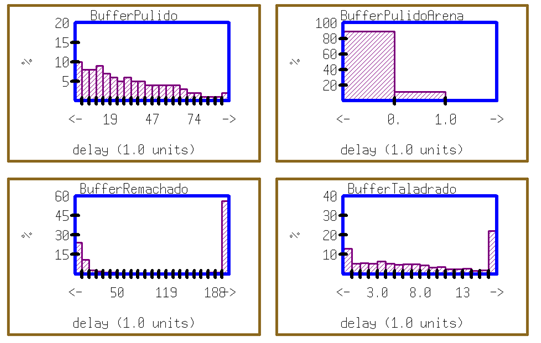 BufferPulido
20
15
10
5
%
<- 19 47 74 ->
delay (1.0 units)
BufferPulidoArena
100
80
60
40
20
%
<- 0. 1.0 ->
delay (1.0 units)
BufferRemachado
60
45
30
15
%
<- 50 119 188->
delay (1.0 units)
BufferTaladrado
40
30
20
10
%
<- 3.0 8.0 13 ->
delay (1.0 units)